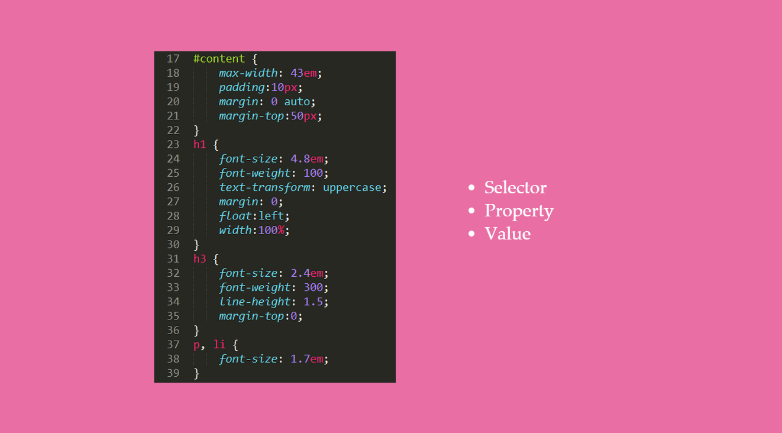 17 #content {
18 max-width: 43em;
19 padding:10px;
20 margin: 0 auto;
21 margin-top:50px;
22 }
23 h1 {
24 font-size: 4.8em;
25 font-weight: 100;
26 text-transform: uppercase;
27 margin: 0;
28 float:left;
29 width:100%;
30 }
31 h3 {
32 font-size: 2.4em;
33 font-weight: 300;
34 line-height: 1.5;
35 margin-top:0;
36 }
37 p, li {
38 font-size: 1.7em;
39 }
• Selector
• Property
• Value